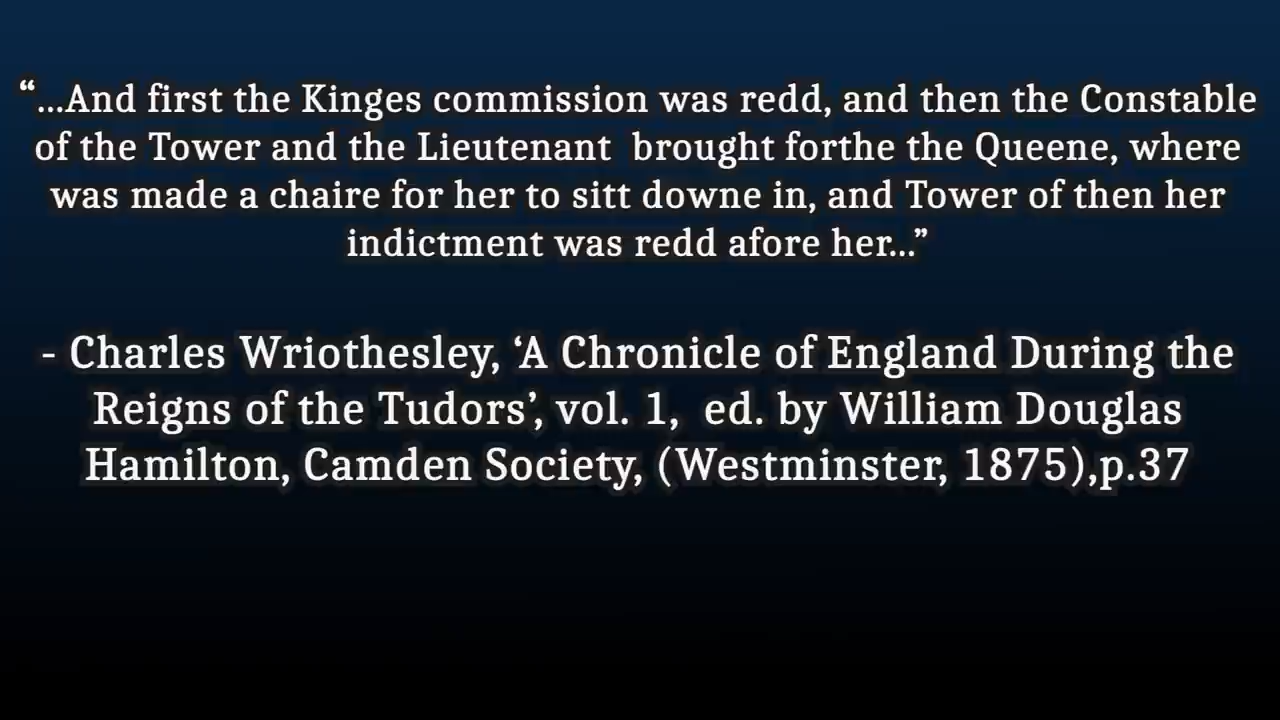 “...And first the Kinges commission was redd, and then the Constable
of the Tower and the Lieutenant  brought forthe the Queene, where
was made a chaire for her to sitt downe in, and Tower of then her
indictment was redd afore her...”
- Charles Wriothesley, ‘A Chronicle of England During the
Reigns of the Tudors’, vol. 1,  ed. by William Douglas
Hamilton, Camden Society, (Westminster, 1875),p.37